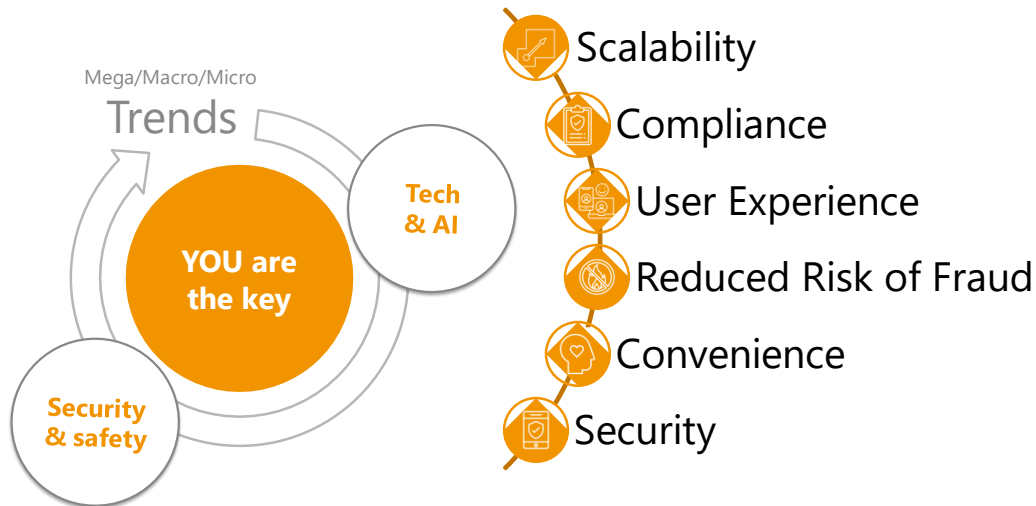 Mega/Macro/Micro
Trends
Tech
& AI
YOU are
the key
Security
& safety
Scalability
Compliance
User Experience
Reduced Risk of Fraud
Convenience
Security